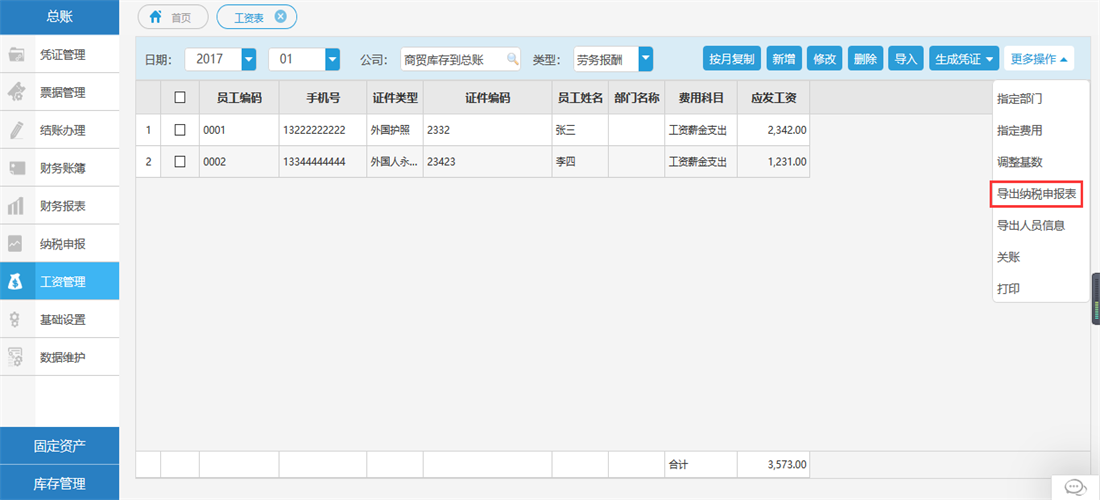 总账
首页
工资表
凭证管理
票据管理
结账办理
财务账簿
财务报表
纳税申报
工资管理
基础设置
数据维护
固定资产
库存管理
日期： 2017 01 公司： 商贸库存到总账 类型： 劳务报酬 按月复制 新增 修改 删除 导入 生成凭证 更多操作
员工编码 手机号 证件类型 证件编码 员工姓名 部门名称 费用科目 应发工资
1 0001 13222222222 外国护照 2332 张三 工资薪金支出 2,342.00
2 0002 13344444444 外国人永... 23423 李四 工资薪金支出 1,231.00
合计 3,573.00
指定部门
指定费用
调整基数
导出纳税申报表
导出人员信息
关账
打印